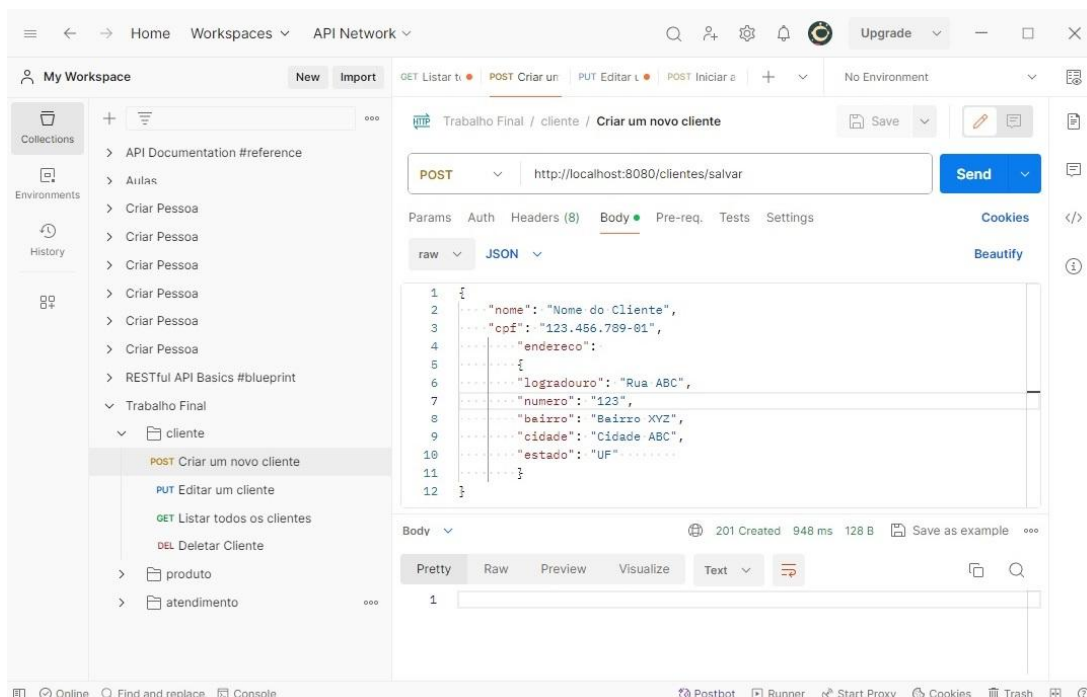 Home Workspaces API Network Upgrade
My Workspace New Import
GET Listar t POST Criar un PUT Editar u POST Iniciar a No Environment
Collections
Environments
History
API Documentation #reference
Aulas
Criar Pessoa
Criar Pessoa
Criar Pessoa
Criar Pessoa
Criar Pessoa
Criar Pessoa
RESTful API Basics #blueprint
Trabalho Final
cliente
POST Criar um novo cliente
PUT Editar um cliente
GET Listar todos os clientes
DEL Deletar Cliente
produto
atendimento
HTTP Trabalho Final / cliente / Criar um novo cliente Save
POST http://localhost:8080/clientes/salvar Send
Params Auth Headers (8) Body Pre-req. Tests Settings Cookies
raw JSON Beautify
1 {
2 "nome": "Nome do Cliente",
3 "cpf": "123.456.789-01",
4 "endereco":
5 {
6 "logradouro": "Rua ABC",
7 "numero": "123",
8 "bairro": "Bairro XYZ",
9 "cidade": "Cidade ABC",
10 "estado": "UF"
11 }
12 }
Body 201 Created 948 ms 128 B Save as example
Pretty Raw Preview Visualize Text
1
Online Find and replace Console Postbot Runner Start Proxy Cookies Trash